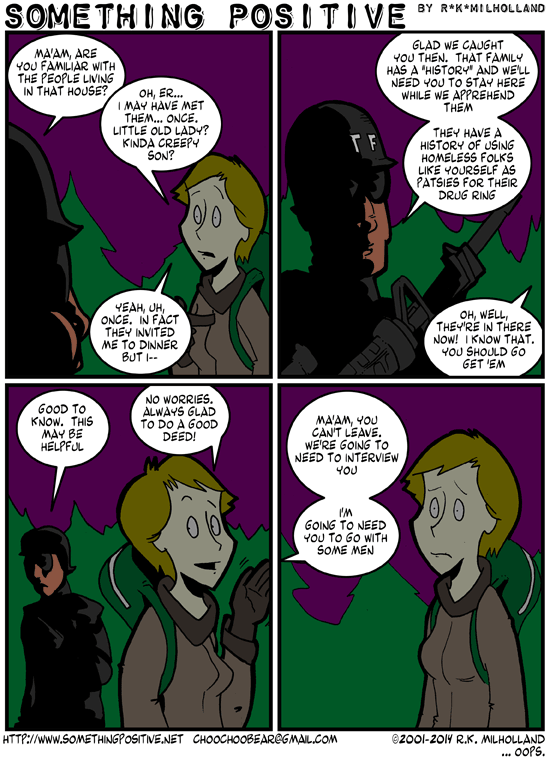 SOMETHING POSITIVE BY R*K*MILHOLLAND
MA'AM, ARE
YOU FAMILIAR WITH
THE PEOPLE LIVING
IN THAT HOUSE?
OH, ER...
I MAY HAVE MET
THEM... ONCE.
LITTLE OLD LADY?
KINDA CREEPY
SON?
YEAH, UH,
ONCE. IN FACT
THEY INVITED
ME TO DINNER
BUT I--
GLAD WE CAUGHT
YOU THEN. THAT FAMILY
HAS A "HISTORY" AND WE'LL
NEED YOU TO STAY HERE
WHILE WE APPREHEND
THEM
THEY HAVE A
HISTORY OF USING
HOMELESS FOLKS
LIKE YOURSELF AS
PATSIES FOR THEIR
DRUG RING
TF
OH, WELL,
THEY'RE IN THERE
NOW! I KNOW THAT.
YOU SHOULD GO
GET 'EM
GOOD TO
KNOW. THIS
MAY BE
HELPFUL
NO WORRIES.
ALWAYS GLAD
TO DO A GOOD
DEED!
MA'AM, YOU
CAN'T LEAVE.
WE'RE GOING TO
NEED TO INTERVIEW
YOU
I'M
GOING TO NEED
YOU TO GO WITH
SOME MEN
HTTP://WWW.SOMETHINGPOSITIVE.NET CHOOCHOOBEAR@GMAIL.COM ©2001-2014 R.K. MILHOLLAND
... OOPS.